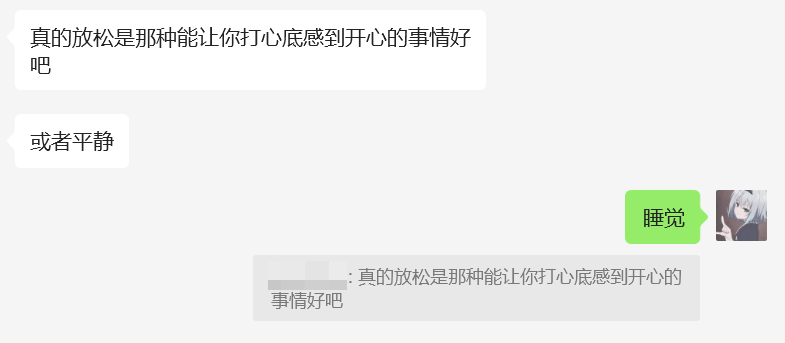 真的放松是那种能让你打心底感到开心的事情好
吧
或者平静
睡觉
: 真的放松是那种能让你打心底感到开心的
事情好吧